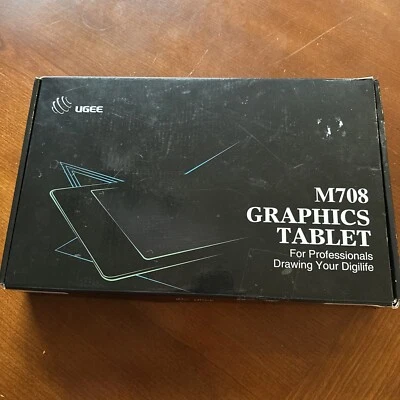 UGEE
M708
GRAPHICS
TABLET
For Professionals
Drawing Your Digilife